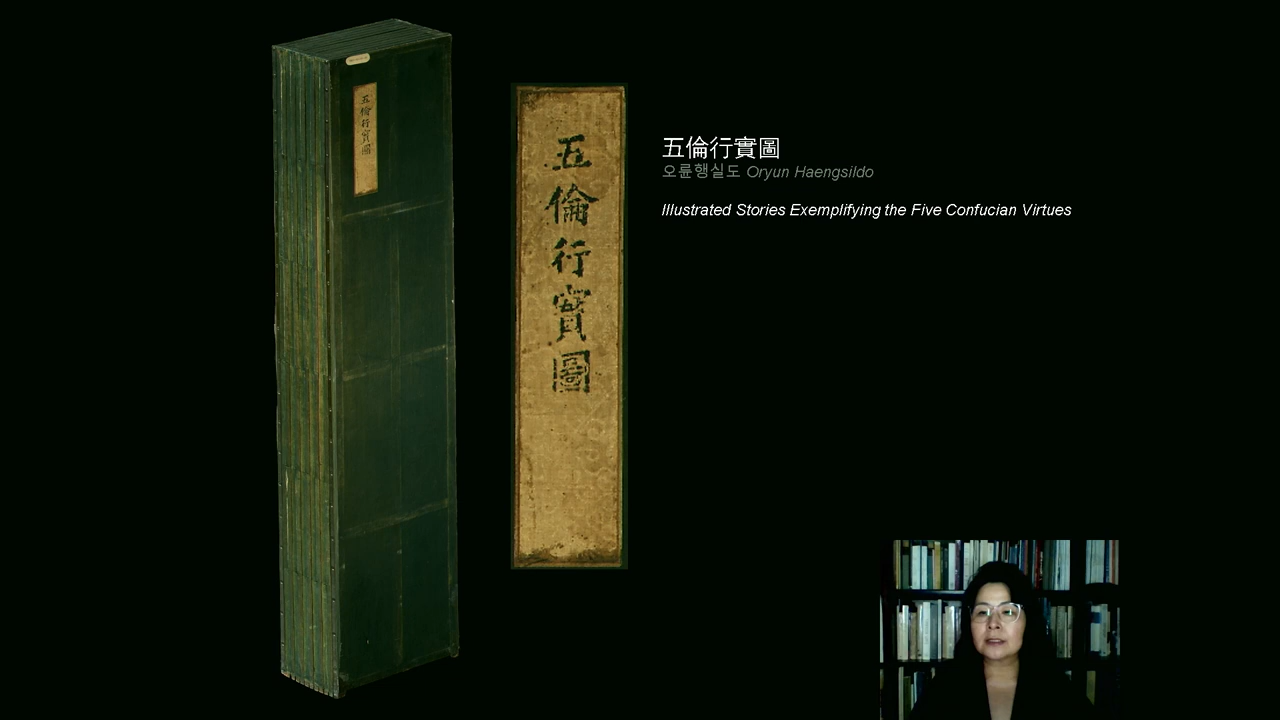 五倫行實圖
五倫行實圖
五倫行實圖
오륜행실도 Oryun Haengsildo
Illustrated Stories Exemplifying the Five Confucian Virtues